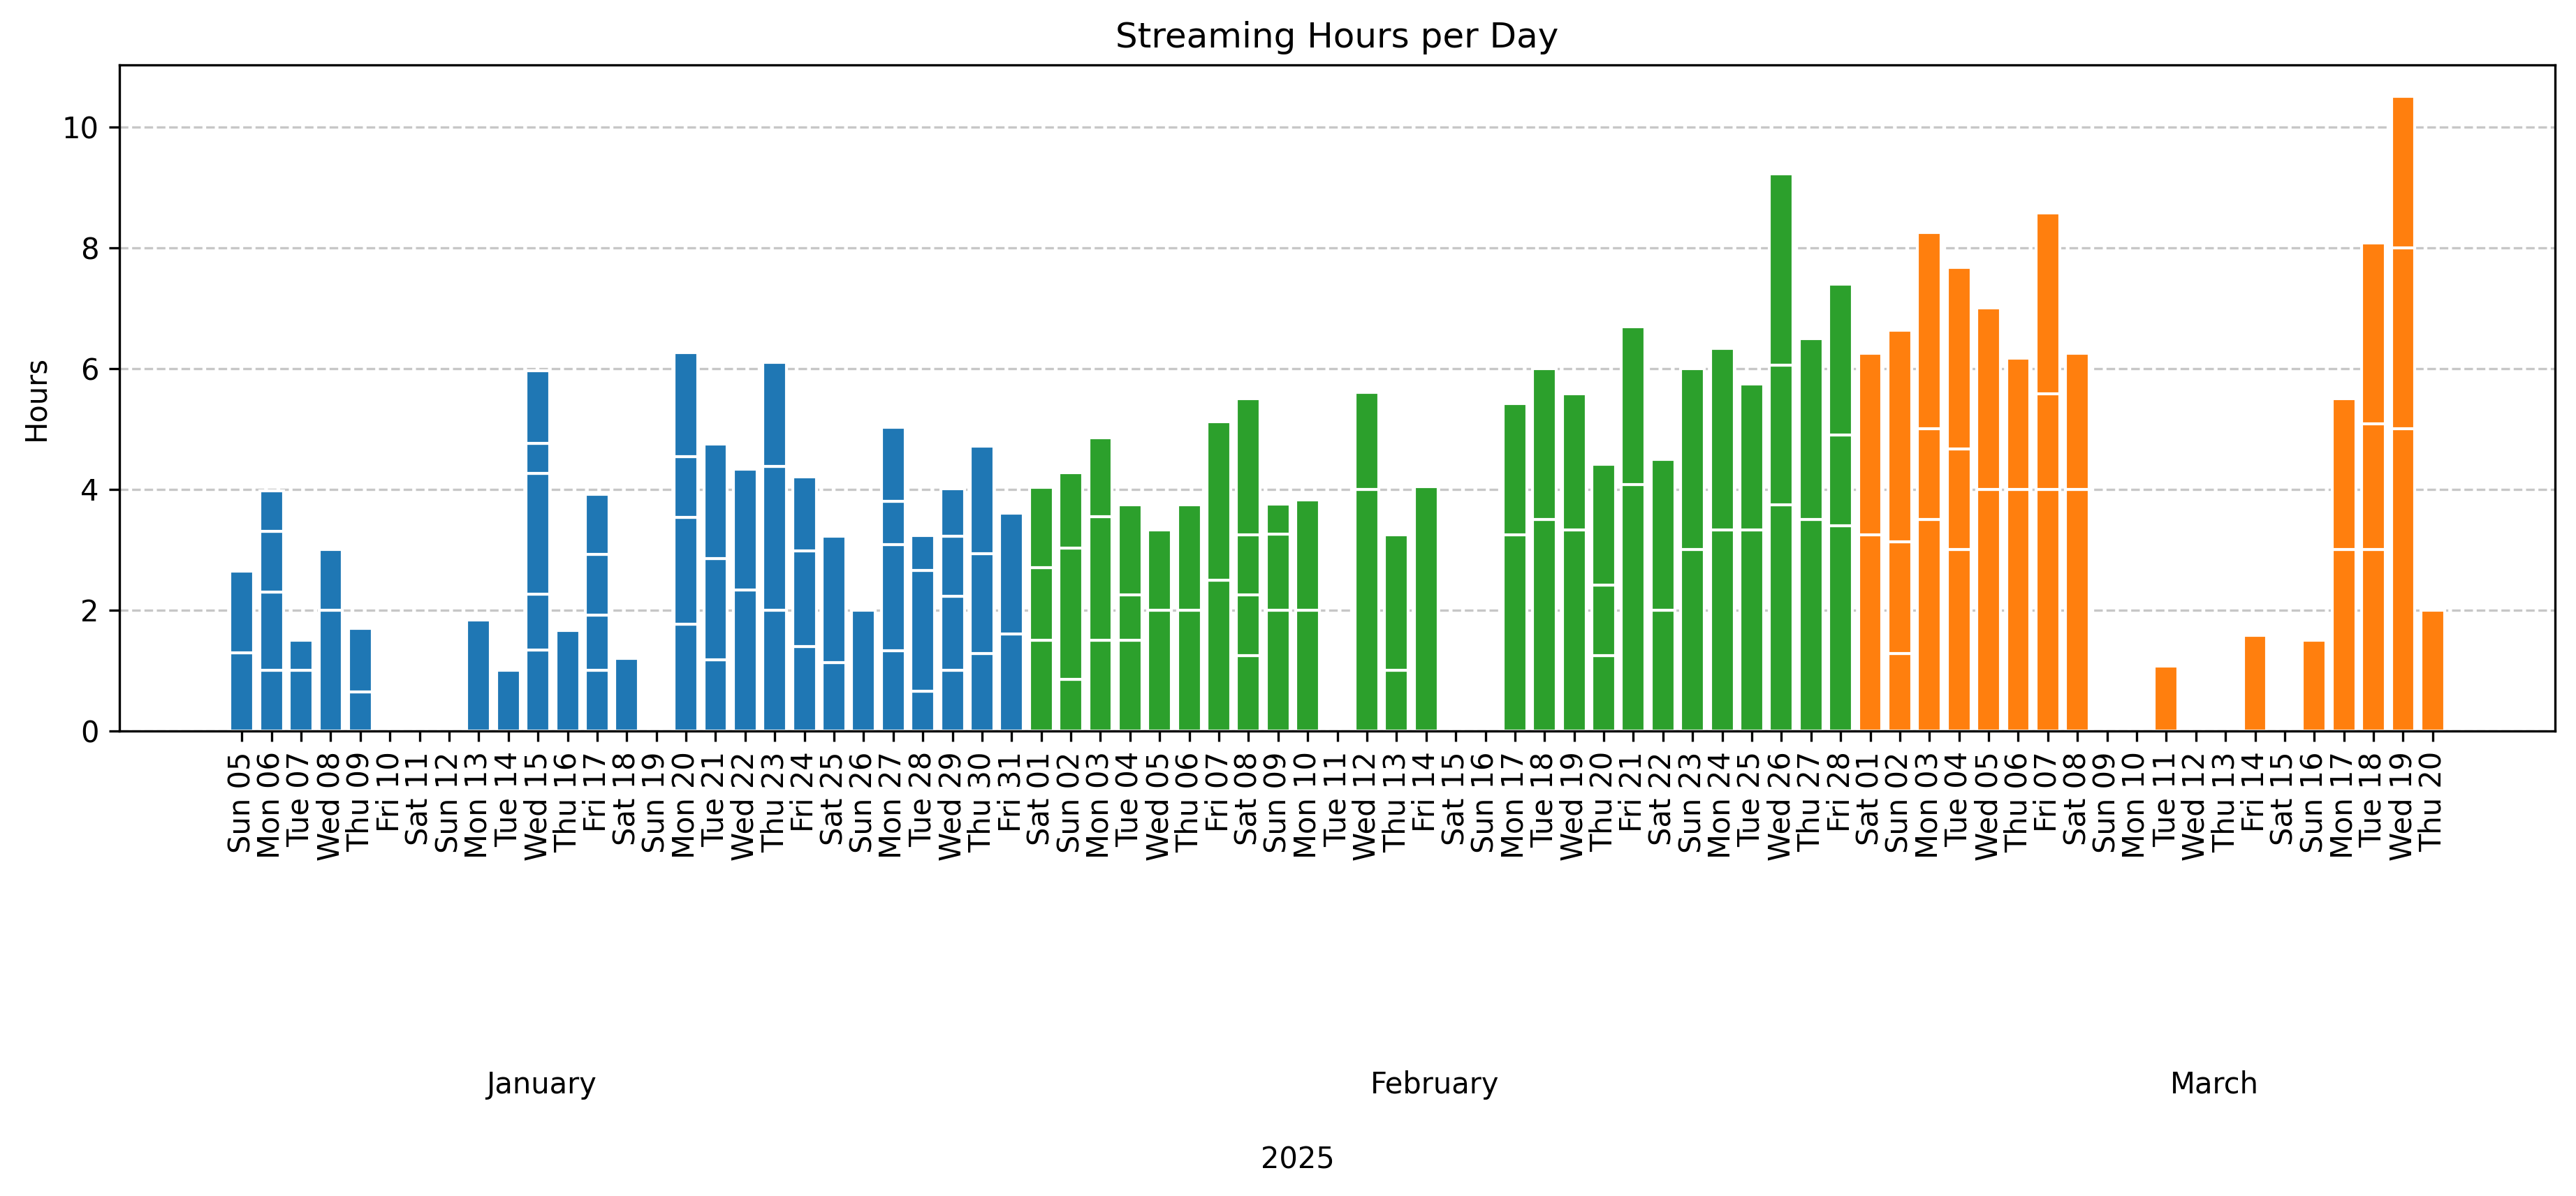 Streaming Hours per Day
Hours
10
8
6
4
2
0
Sun 05
Mon 06
Tue 07
Wed 08
Thu 09
Fri 10
Sat 11
Sun 12
Mon 13
Tue 14
Wed 15
Thu 16
Fri 17
Sat 18
Sun 19
Mon 20
Tue 21
Wed 22
Thu 23
Fri 24
Sat 25
Sun 26
Mon 27
Tue 28
Wed 29
Thu 30
Fri 31
Sat 01
Sun 02
Mon 03
Tue 04
Wed 05
Thu 06
Fri 07
Sat 08
Sun 09
Mon 10
Tue 11
Wed 12
Thu 13
Fri 14
Sat 15
Sun 16
Mon 17
Tue 18
Wed 19
Thu 20
Fri 21
Sat 22
Sun 23
Mon 24
Tue 25
Wed 26
Thu 27
Fri 28
Sat 01
Sun 02
Mon 03
Tue 04
Wed 05
Thu 06
Fri 07
Sat 08
Sun 09
Mon 10
Tue 11
Wed 12
Thu 13
Fri 14
Sat 15
Sun 16
Mon 17
Tue 18
Wed 19
Thu 20
January
February
March
2025